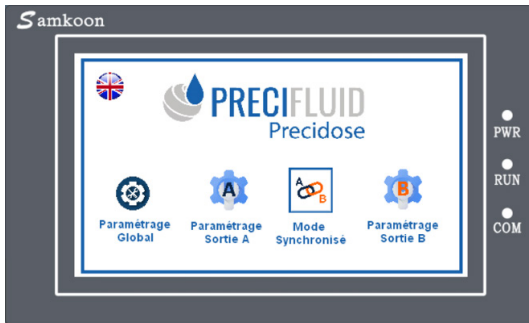 Samkoon
PRECIFLUID
Precidose
PWR
RUN
COM
A
A
B
B
Paramétrage
Global
Paramétrage
Sortie A
Mode
Synchronisé
Paramétrage
Sortie B